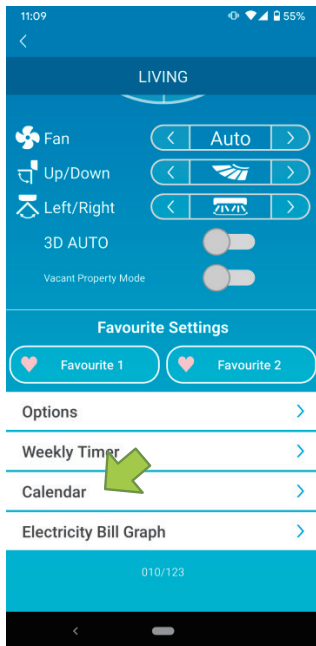 11:09 55%
LIVING
Fan Auto
Up/Down
Left/Right
3D AUTO
Vacant Property Mode
Favourite Settings
Favourite 1 Favourite 2
Options
Weekly Timer
Calendar
Electricity Bill Graph
010/123